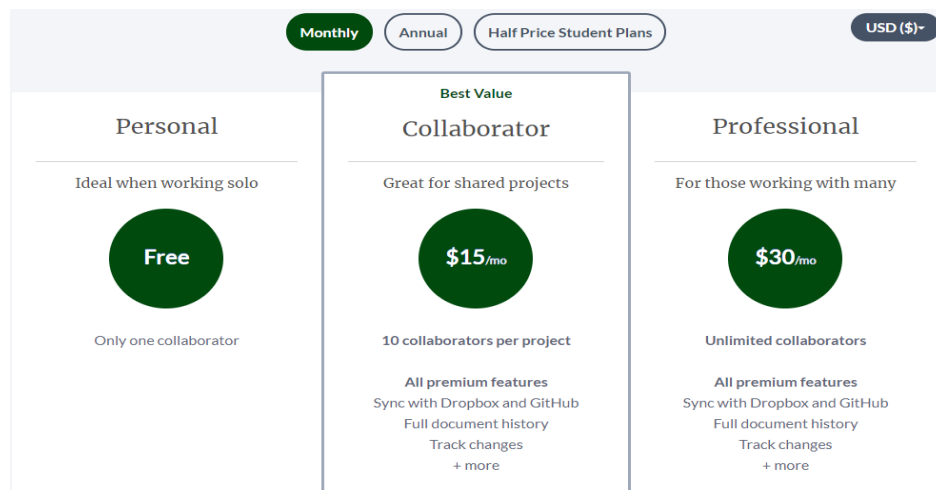 Monthly
Annual
Half Price Student Plans
USD ($)
Personal
Ideal when working solo
Free
Only one collaborator
Best Value
Collaborator
Great for shared projects
$15/mo
10 collaborators per project
All premium features
Sync with Dropbox and GitHub
Full document history
Track changes
+ more
Professional
For those working with many
$30/mo
Unlimited collaborators
All premium features
Sync with Dropbox and GitHub
Full document history
Track changes
+ more